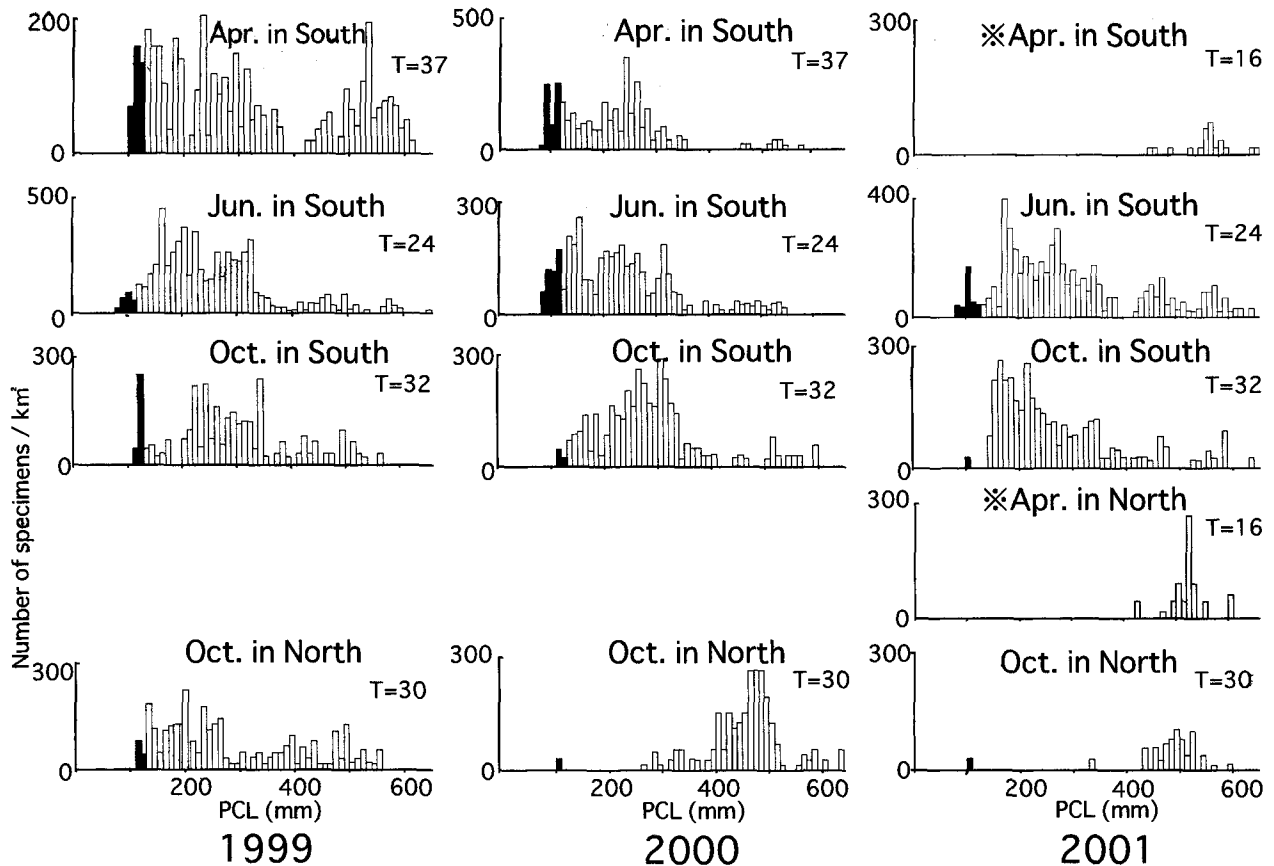 200
Apr. in South
T=37
0
500
Apr. in South
T=37
0
300
※Apr. in South
T=16
0
500
Jun. in South
T=24
0
300
Jun. in South
T=24
0
400
Jun. in South
T=24
0
300
Oct. in South
T=32
0
300
Oct. in South
T=32
0
300
Oct. in South
T=32
0
300
※Apr. in North
T=16
0
Number of specimens / km²
300
Oct. in North
T=30
0
200 400 600
PCL (mm)
1999
300
Oct. in North
T=30
0
200 400 600
PCL (mm)
2000
300
Oct. in North
T=30
0
200 400 600
PCL (mm)
2001